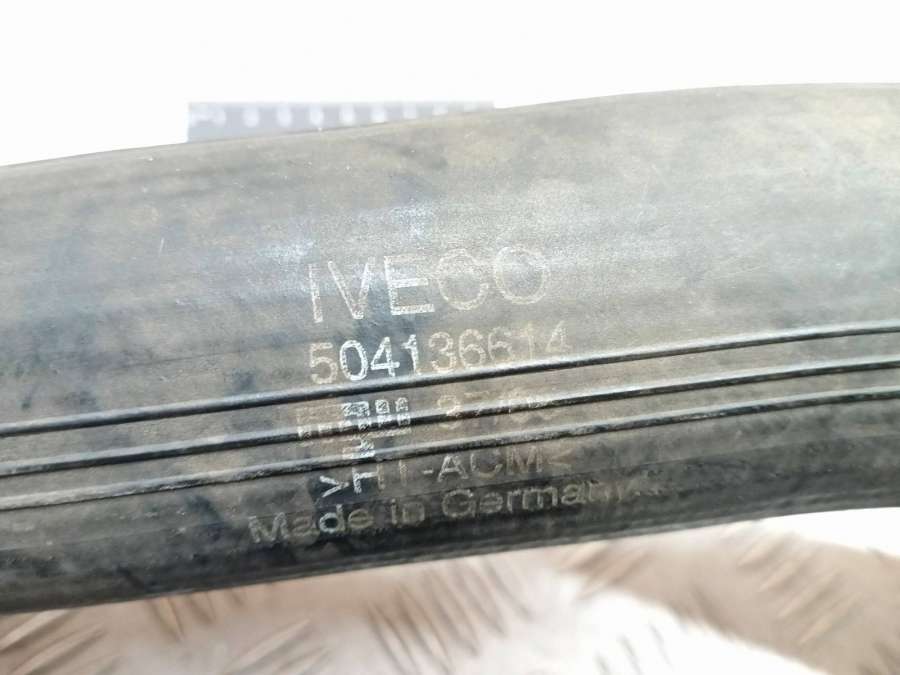 IVECO
504136614
>HT-ACM<
Made in Germany